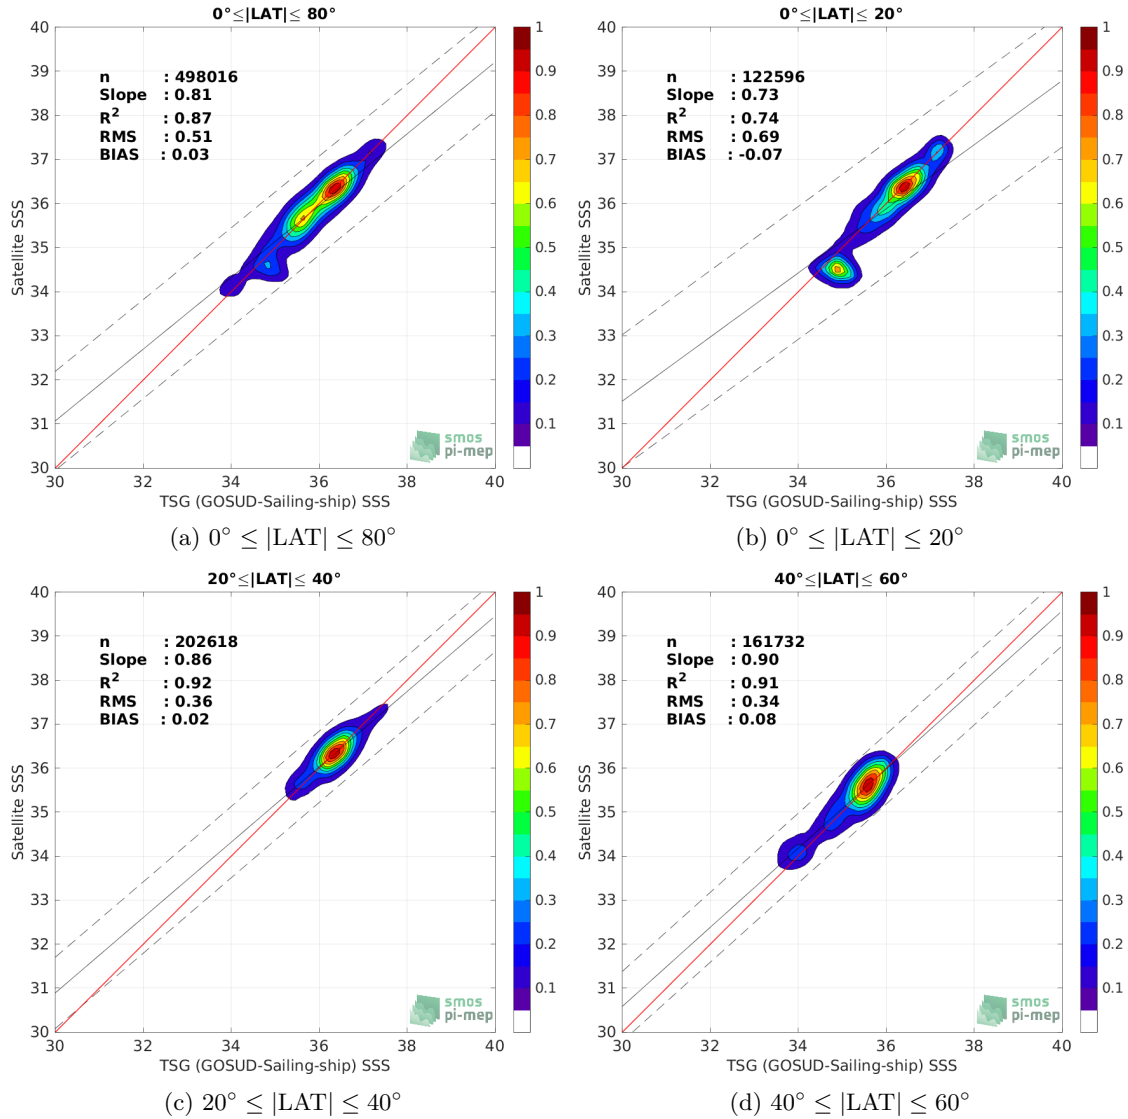 0°≤|LAT|≤ 80°
n : 498016
Slope : 0.81
R² : 0.87
RMS : 0.51
BIAS : 0.03
40
39
38
37
36
35
34
33
32
31
30
30 32 34 36 38 40
Satellite SSS
TSG (GOSUD-Sailing-ship) SSS
smos
pi-mep
1
0.9
0.8
0.7
0.6
0.5
0.4
0.3
0.2
0.1
(a) 0° ≤ |LAT| ≤ 80°
0°≤|LAT|≤ 20°
n : 122596
Slope : 0.73
R² : 0.74
RMS : 0.69
BIAS : -0.07
40
39
38
37
36
35
34
33
32
31
30
30 32 34 36 38 40
Satellite SSS
TSG (GOSUD-Sailing-ship) SSS
smos
pi-mep
1
0.9
0.8
0.7
0.6
0.5
0.4
0.3
0.2
0.1
(b) 0° ≤ |LAT| ≤ 20°
20°≤|LAT|≤ 40°
n : 202618
Slope : 0.86
R² : 0.92
RMS : 0.36
BIAS : 0.02
40
39
38
37
36
35
34
33
32
31
30
30 32 34 36 38 40
Satellite SSS
TSG (GOSUD-Sailing-ship) SSS
smos
pi-mep
1
0.9
0.8
0.7
0.6
0.5
0.4
0.3
0.2
0.1
(c) 20° ≤ |LAT| ≤ 40°
40°≤|LAT|≤ 60°
n : 161732
Slope : 0.90
R² : 0.91
RMS : 0.34
BIAS : 0.08
40
39
38
37
36
35
34
33
32
31
30
30 32 34 36 38 40
Satellite SSS
TSG (GOSUD-Sailing-ship) SSS
smos
pi-mep
1
0.9
0.8
0.7
0.6
0.5
0.4
0.3
0.2
0.1
(d) 40° ≤ |LAT| ≤ 60°